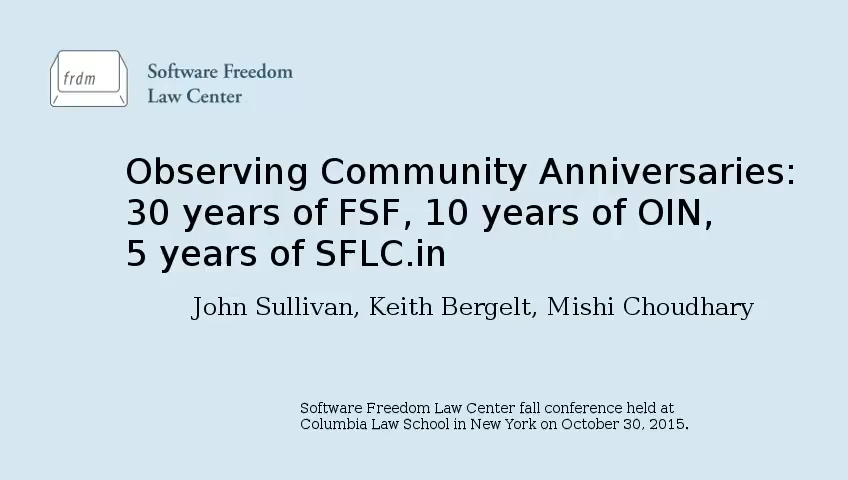 frdm
Software Freedom
Law Center
Observing Community Anniversaries:
30 years of FSF, 10 years of OIN,
5 years of SFLC.in
John Sullivan, Keith Bergelt, Mishi Choudhary
Software Freedom Law Center fall conference held at
Columbia Law School in New York on October 30, 2015.